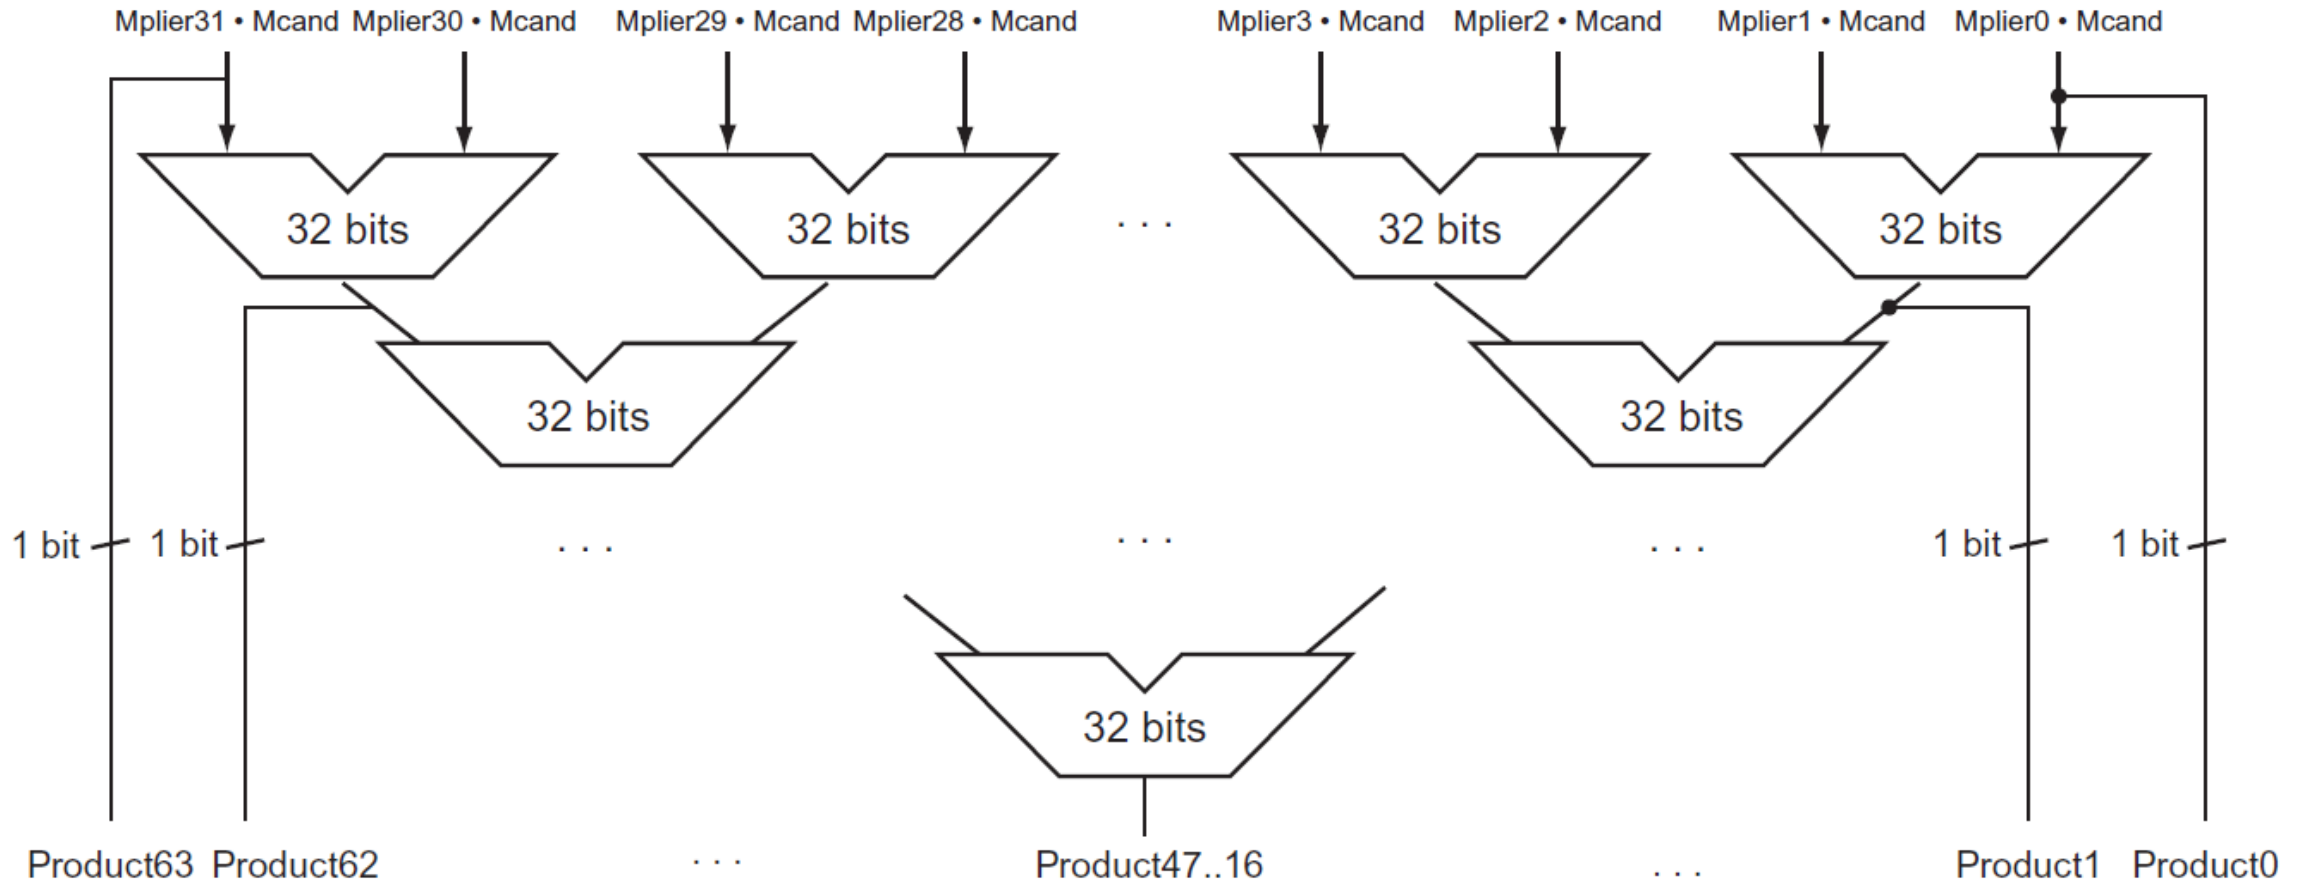 Mplier31 • Mcand Mplier30 • Mcand Mplier29 • Mcand Mplier28 • Mcand Mplier3 • Mcand Mplier2 • Mcand Mplier1 • Mcand Mplier0 • Mcand
32 bits 32 bits . . . 32 bits 32 bits
32 bits 32 bits
1 bit 1 bit . . . . . . . . . 1 bit 1 bit
32 bits
Product63 Product62 . . . Product47..16 . . . Product1 Product0